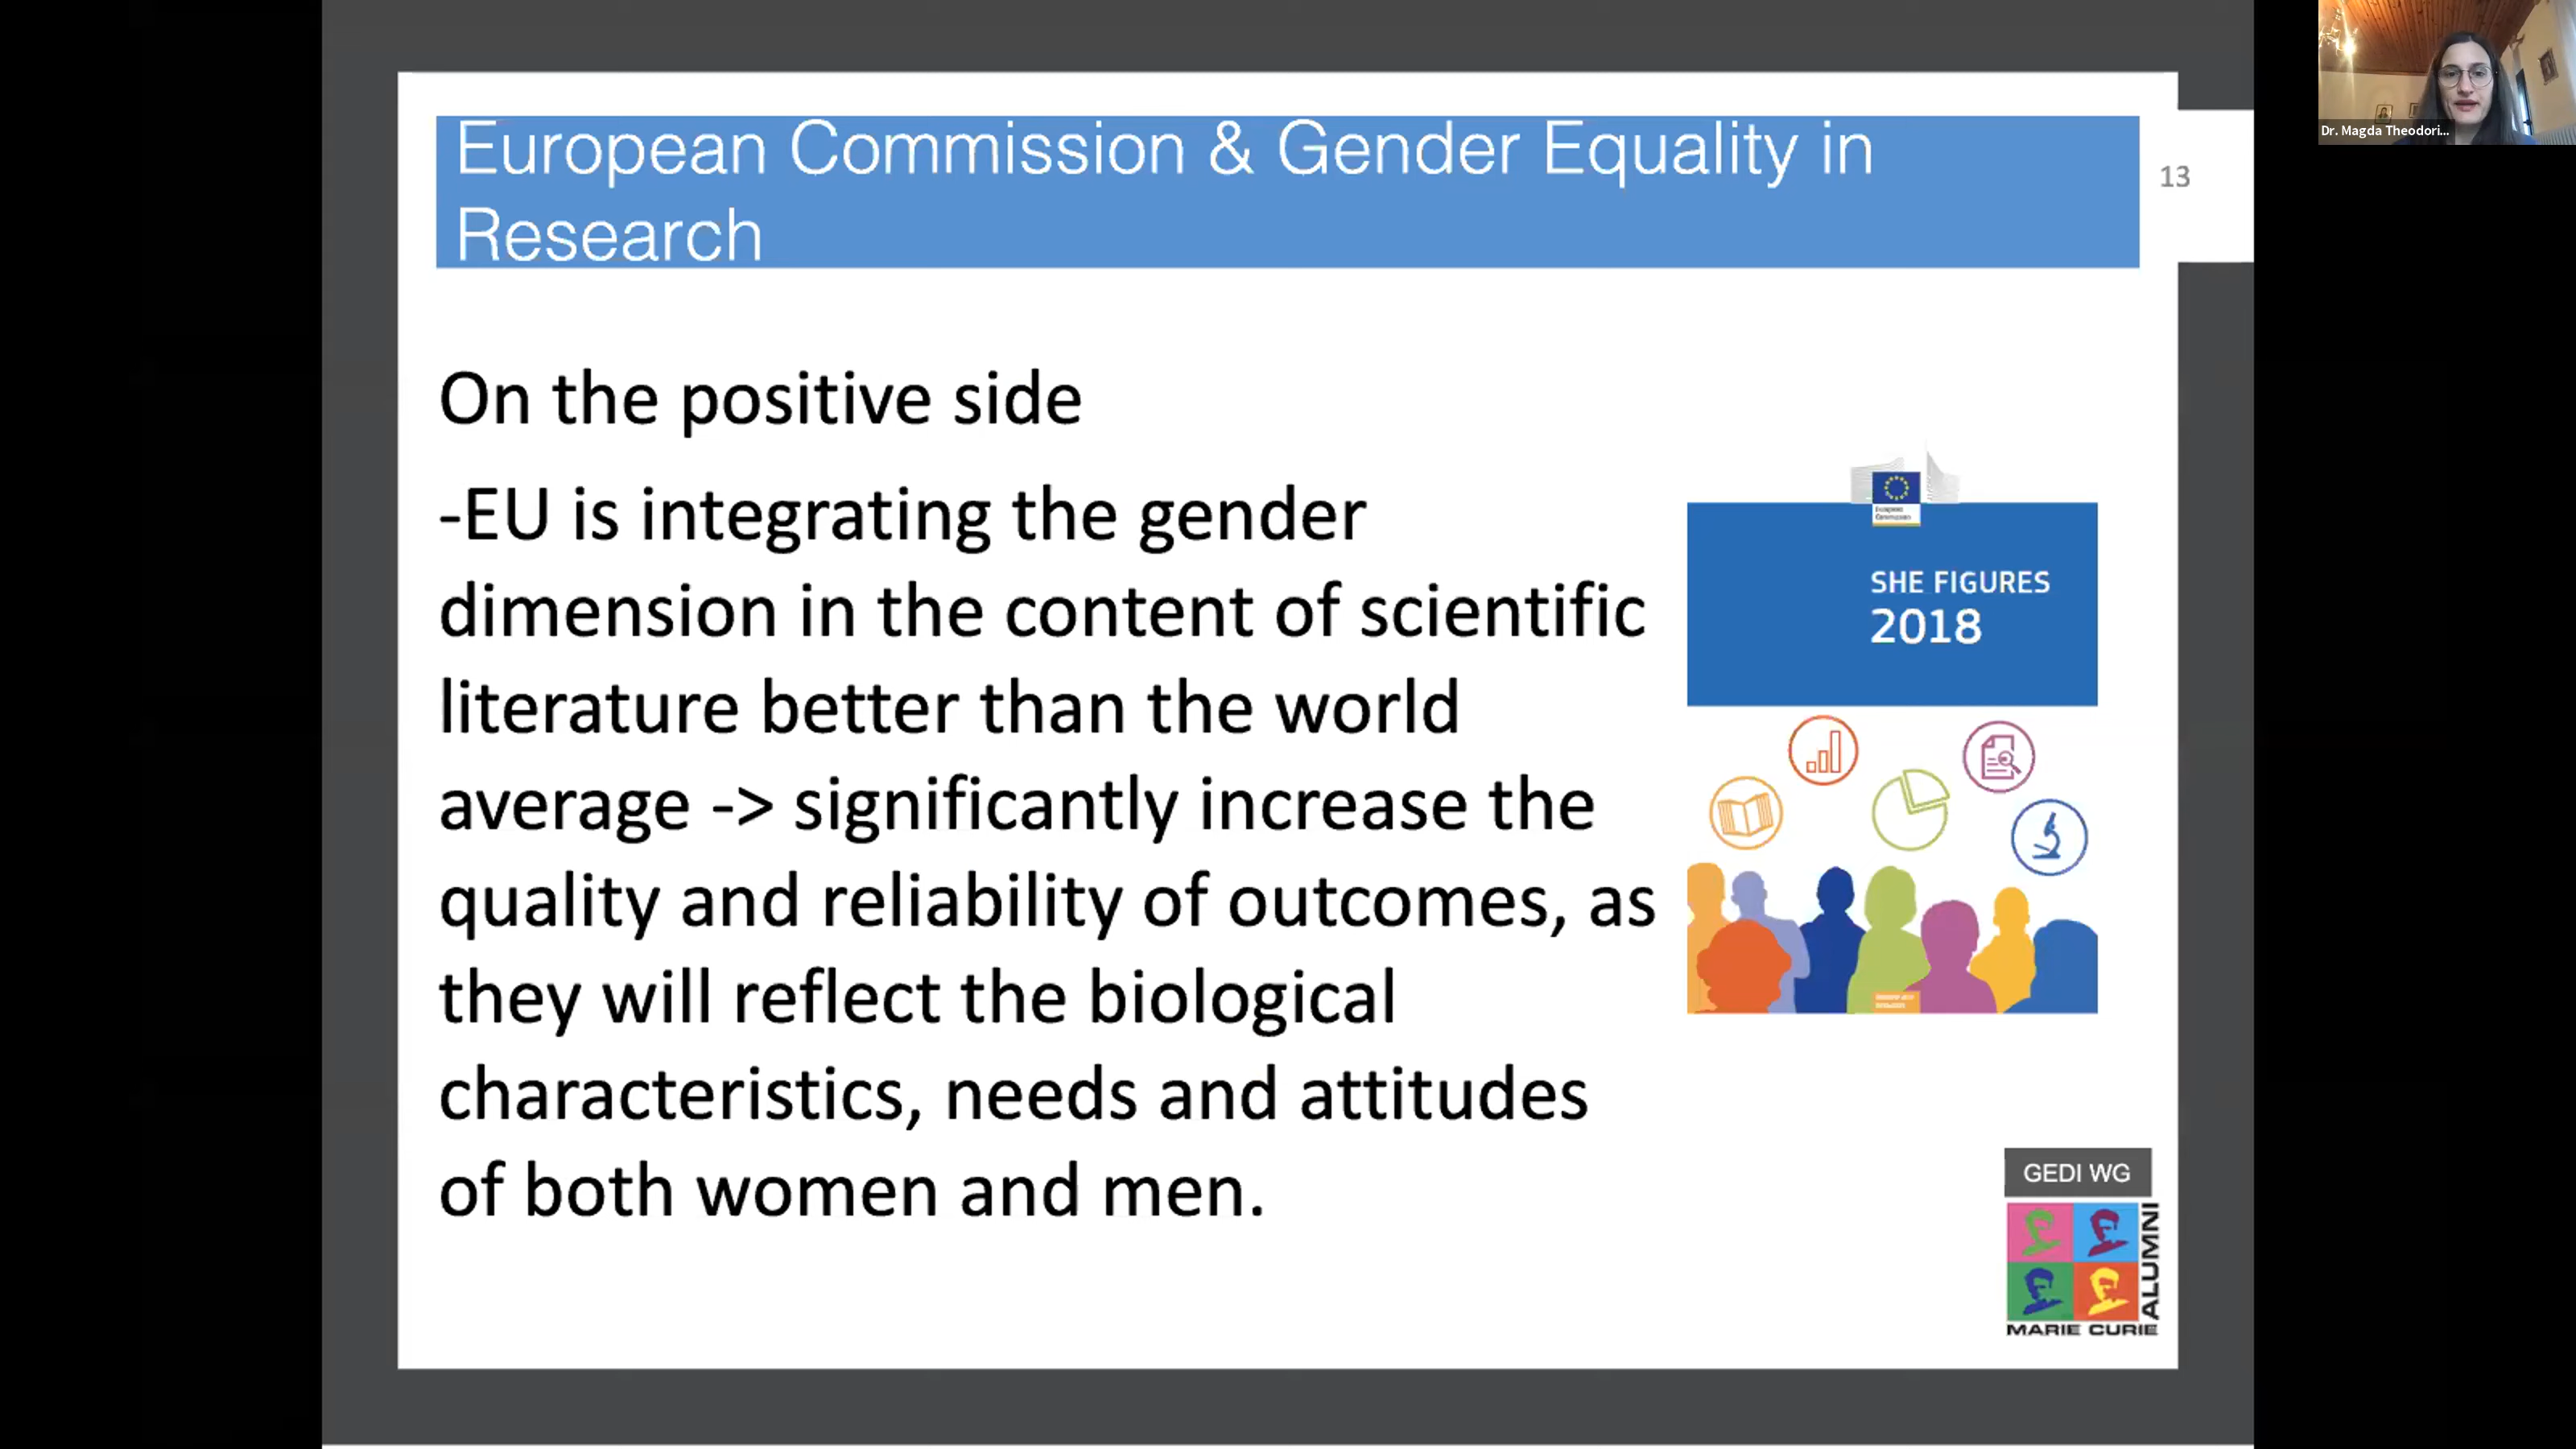 European Commission & Gender Equality in
Research
13
On the positive side
-EU is integrating the gender
dimension in the content of scientific
literature better than the world
average -> significantly increase the
quality and reliability of outcomes, as
they will reflect the biological
characteristics, needs and attitudes
of both women and men.
European
Commission
SHE FIGURES
2018
GEDI WG
ALUMNI
MARIE CURIE
Dr. Magda Theodori...